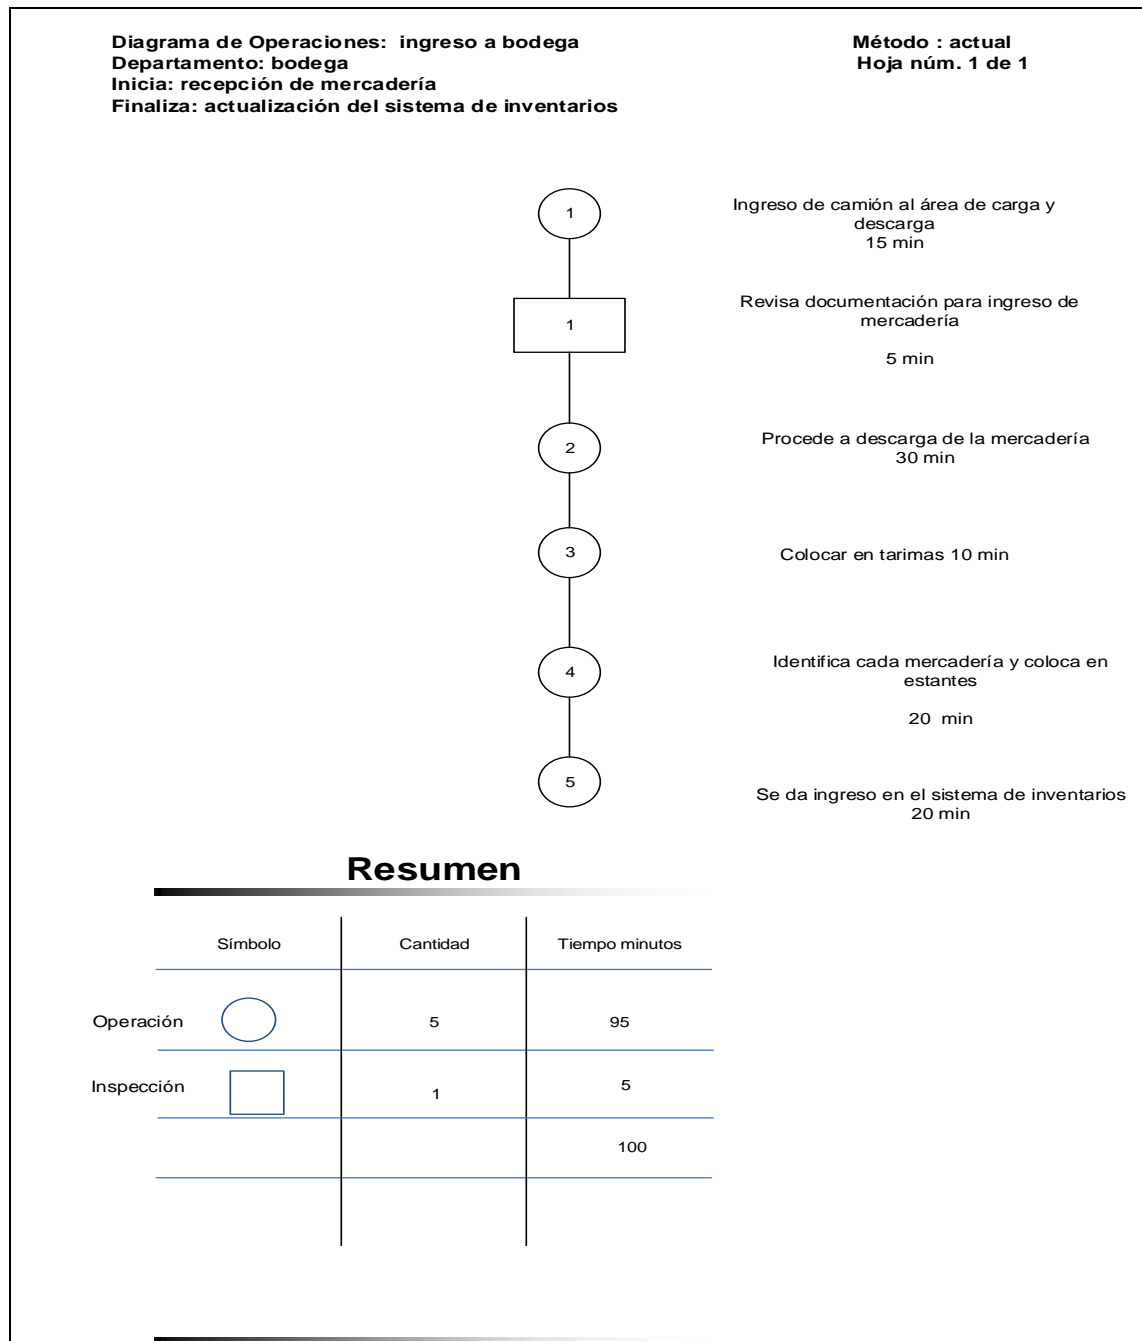 Diagrama de Operaciones: ingreso a bodega
Departamento: bodega
Inicia: recepción de mercadería
Finaliza: actualización del sistema de inventarios
Método : actual
Hoja núm. 1 de 1
1
Ingreso de camión al área de carga y
descarga
15 min
1
Revisa documentación para ingreso de
mercadería
5 min
2
Procede a descarga de la mercadería
30 min
3
Colocar en tarimas 10 min
4
Identifica cada mercadería y coloca en
estantes
20 min
5
Se da ingreso en el sistema de inventarios
20 min
Resumen
Símbolo Cantidad Tiempo minutos
Operación 5 95
Inspección 1 5
100